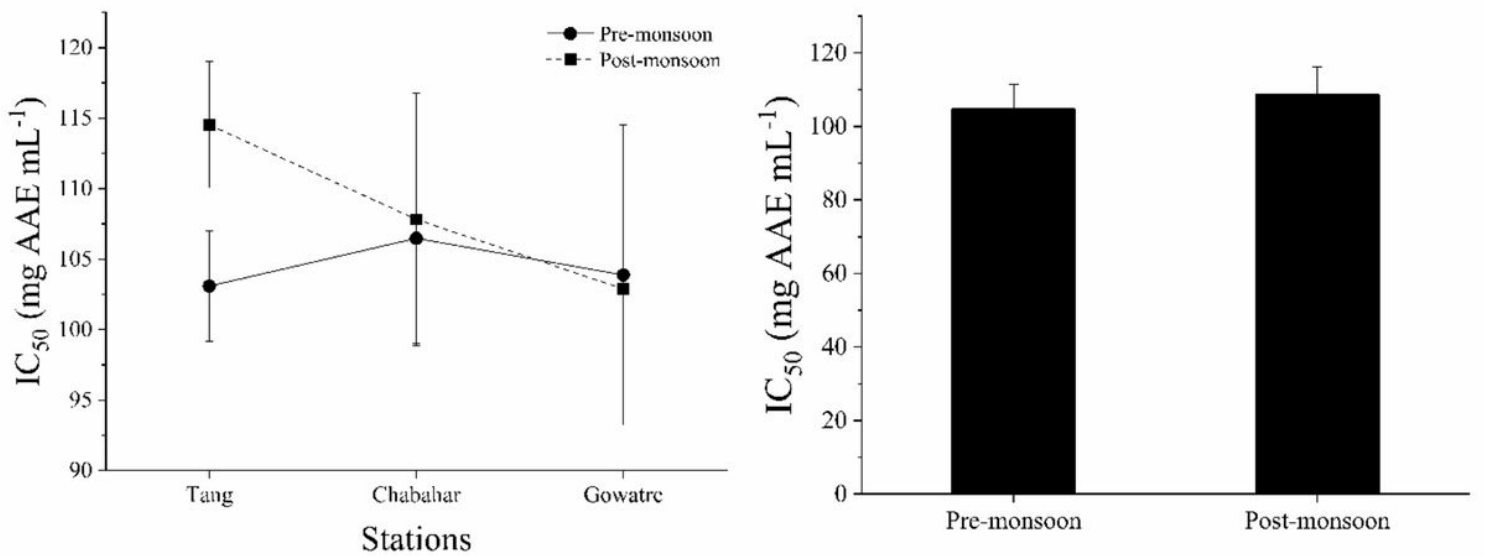 Pre-monsoon
Post-monsoon
IC50 (mg AAE mL-1)
120
115
110
105
100
95
90
Tang
Chabahar
Gowatre
Stations
IC50 (mg AAE mL-1)
120
100
80
60
40
20
0
Pre-monsoon
Post-monsoon